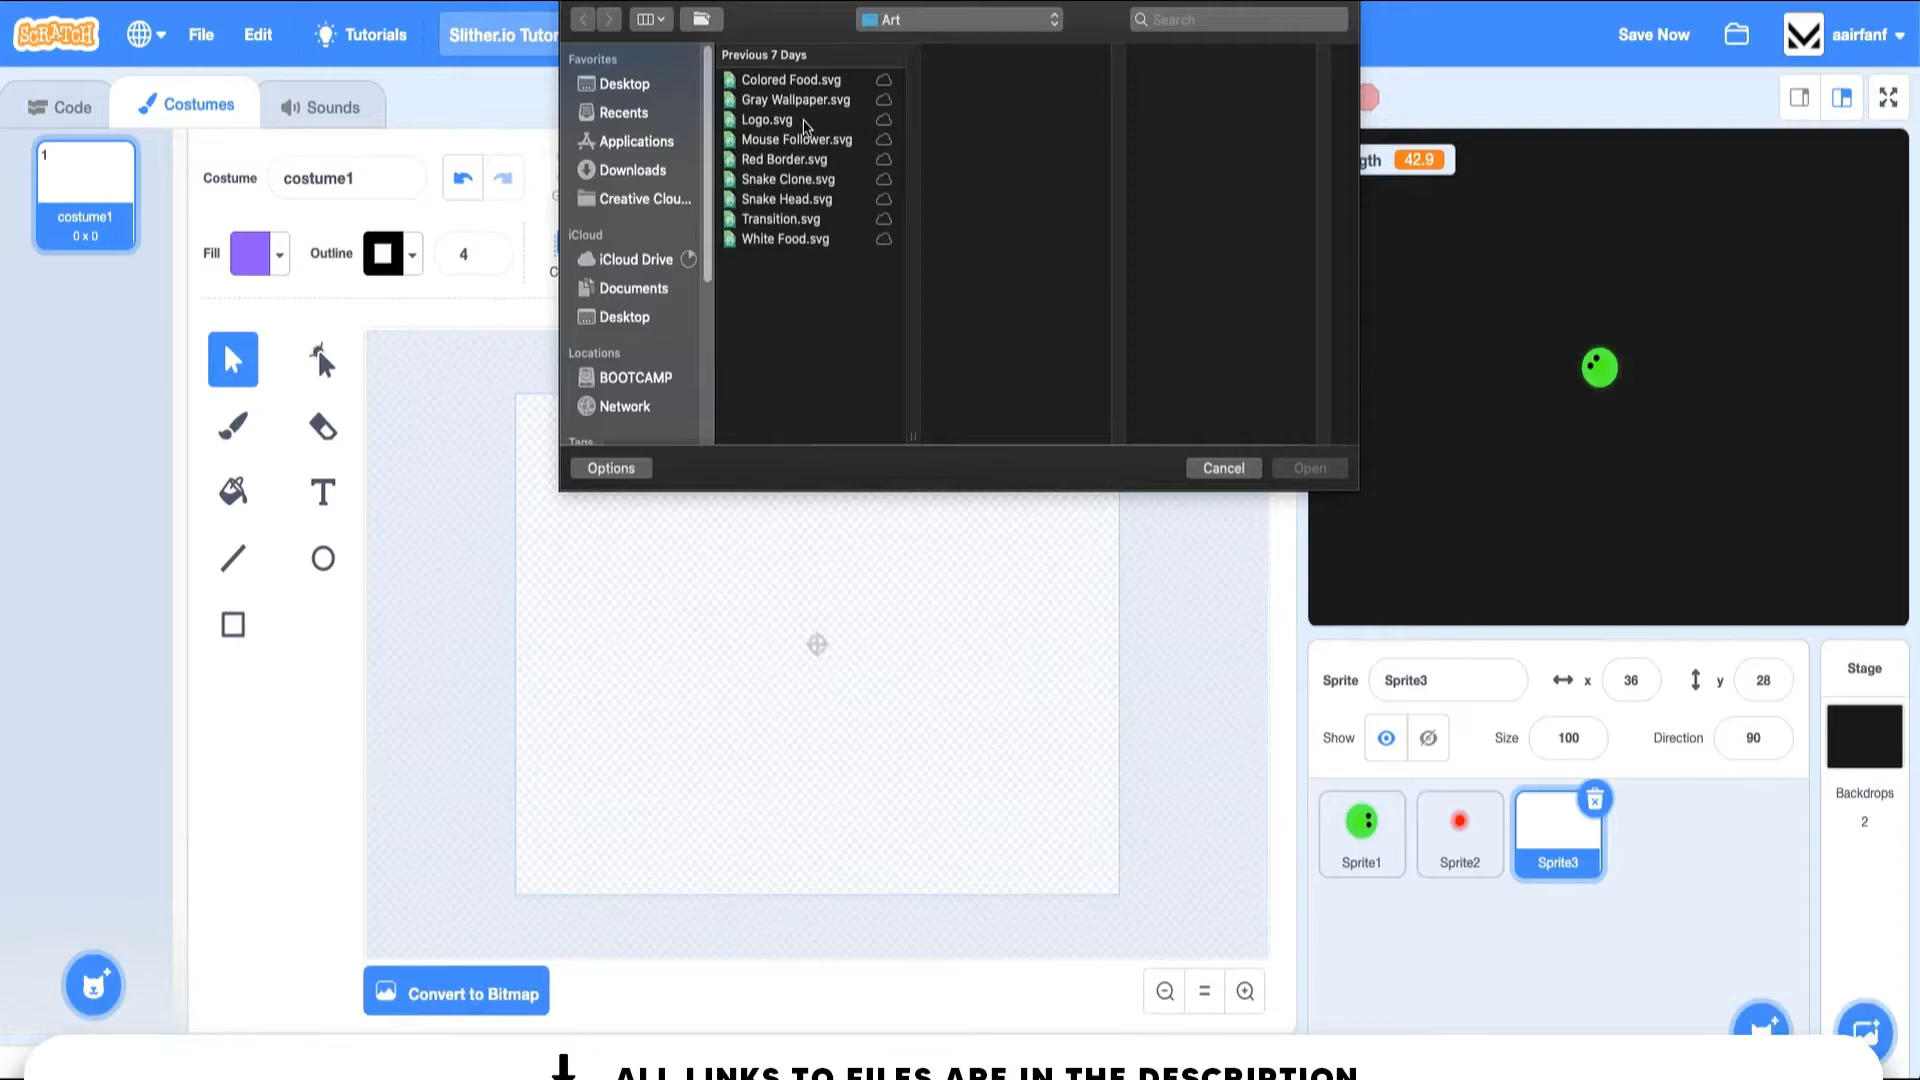 SCRATCH
File
Edit
Tutorials
Slither.io Tutor
Art
Search
Save Now
aairfanf
Code
Costumes
Sounds
Favorites
Desktop
Recents
Applications
Downloads
Creative Clou...
iCloud
iCloud Drive
Documents
Desktop
Locations
BOOTCAMP
Network
Tags
Previous 7 Days
Colored Food.svg
Gray Wallpaper.svg
Logo.svg
Mouse Follower.svg
Red Border.svg
Snake Clone.svg
Snake Head.svg
Transition.svg
White Food.svg
Options
Cancel
Open
1
costume1
0 x 0
Costume
costume1
Fill
Outline
4
Convert to Bitmap
gth
42.9
Sprite
Sprite3
x
36
y
28
Show
Size
100
Direction
90
Sprite1
Sprite2
Sprite3
Stage
Backdrops
2
ALL LINKS TO FILES ARE IN THE DESCRIPTION